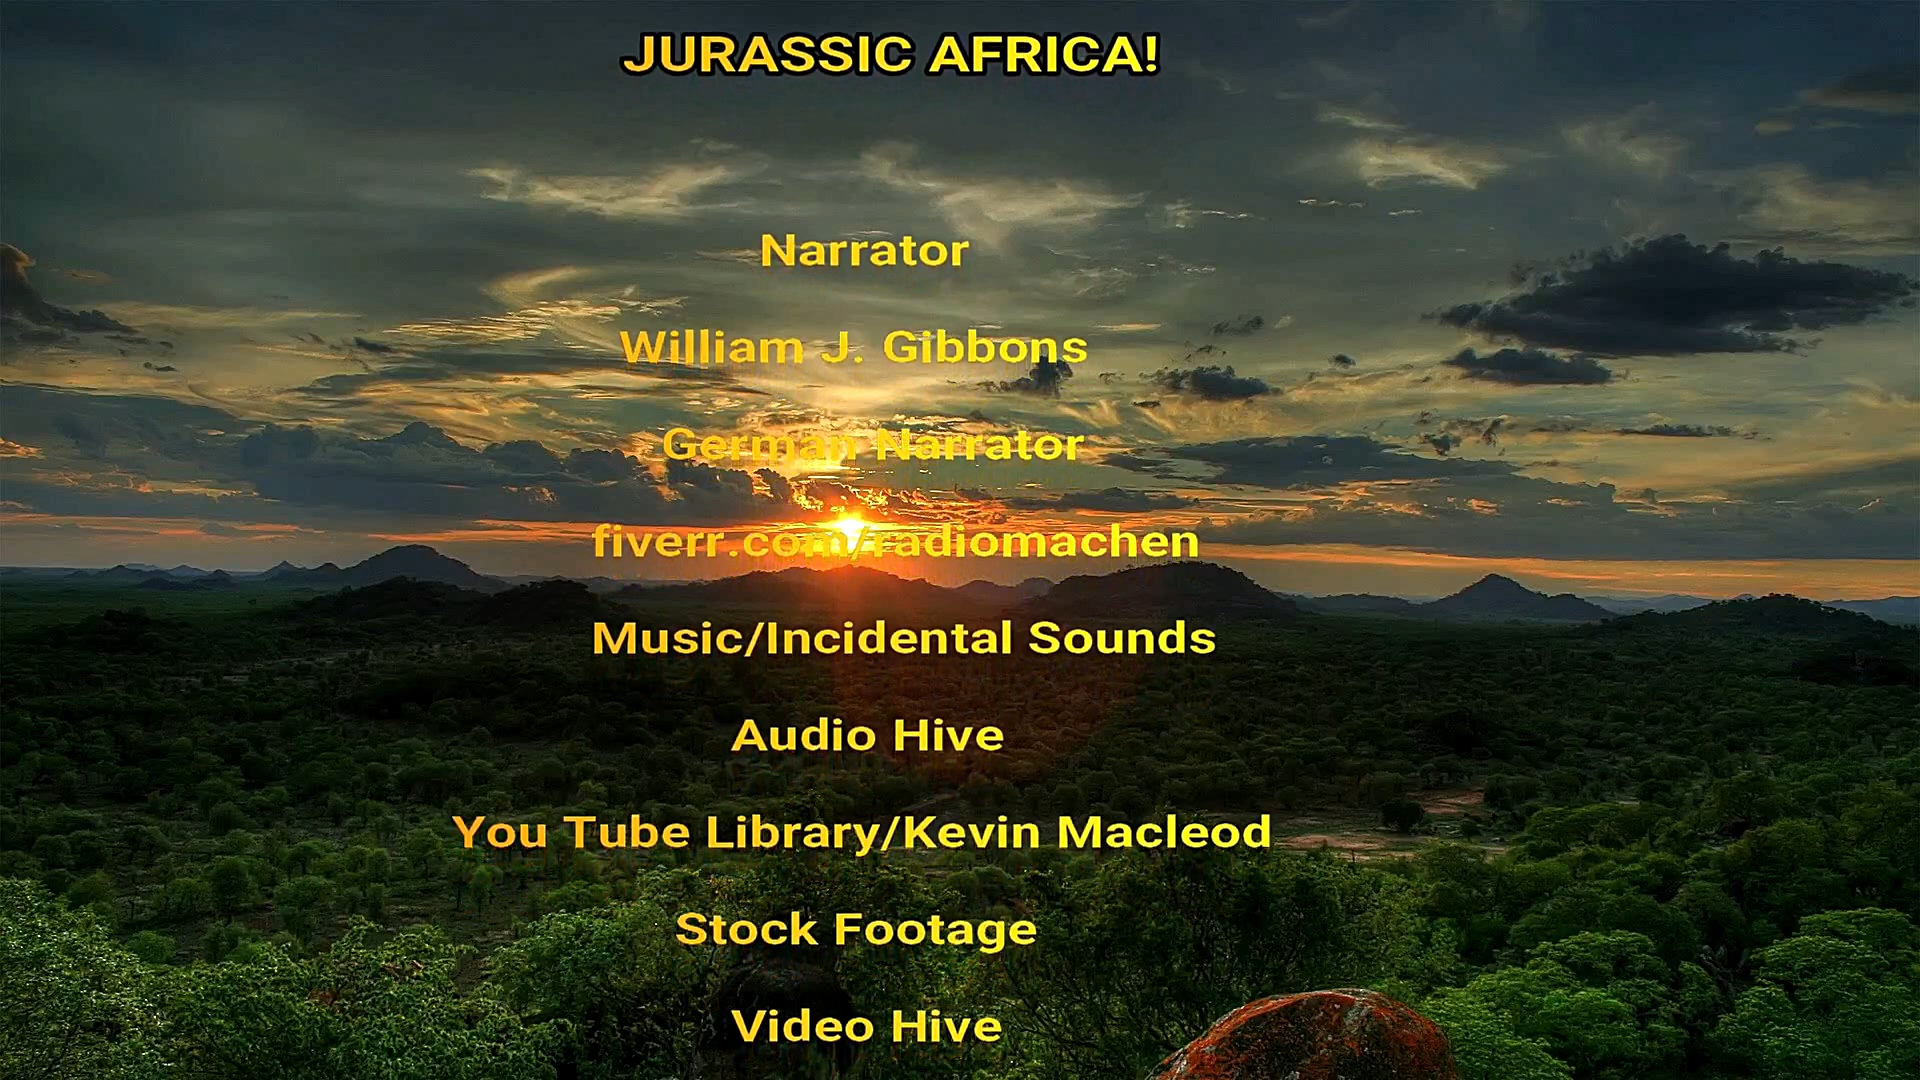 JURASSIC AFRICA!
Narrator
William J. Gibbons
German Narrator
fiverr.com/radiomachen
Music/Incidental Sounds
Audio Hive
You Tube Library/Kevin Macleod
Stock Footage
Video Hive